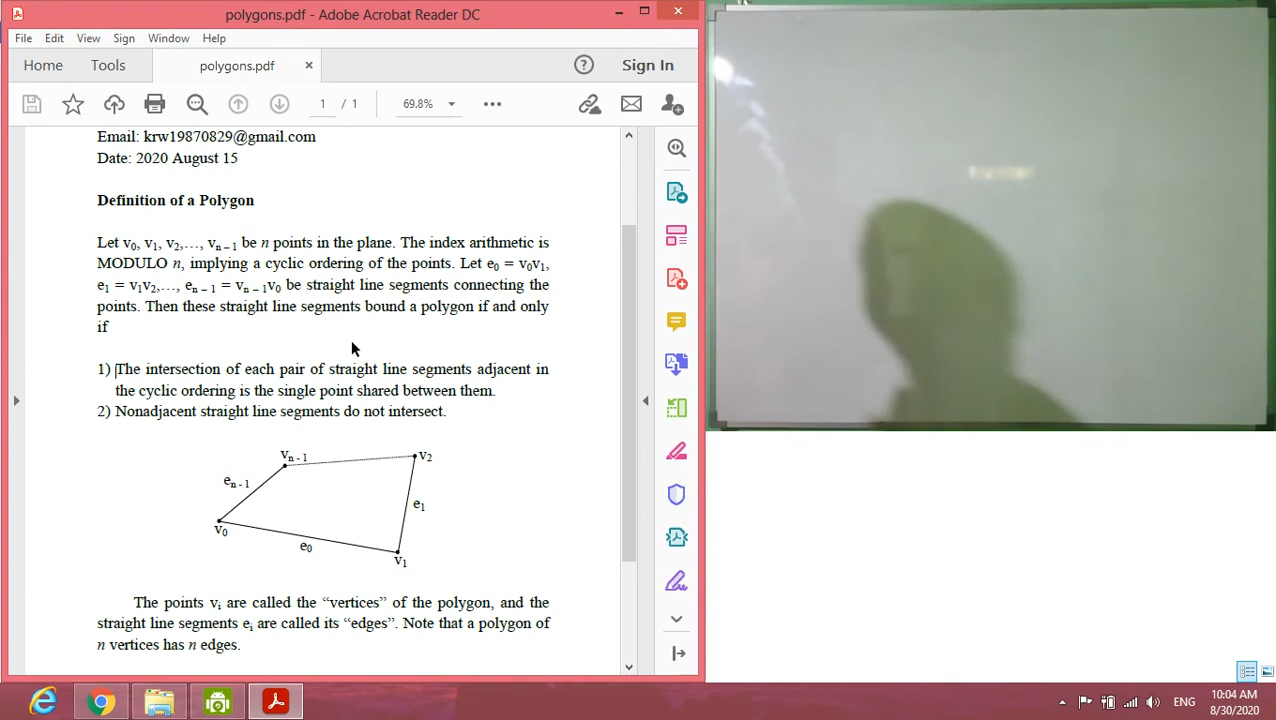 polygons.pdf - Adobe Acrobat Reader DC
File Edit View Sign Window Help
Home Tools polygons.pdf × ? Sign In
1 / 1 69.8%
Email: krw19870829@gmail.com
Date: 2020 August 15
Definition of a Polygon
Let v0, v1, v2,…, vn – 1 be n points in the plane. The index arithmetic is
MODULO n, implying a cyclic ordering of the points. Let e0 = v0v1,
e1 = v1v2,…, en – 1 = vn – 1v0 be straight line segments connecting the
points. Then these straight line segments bound a polygon if and only
if
1) The intersection of each pair of straight line segments adjacent in
the cyclic ordering is the single point shared between them.
2) Nonadjacent straight line segments do not intersect.
vn - 1 v2
en - 1
e1
v0
e0
v1
The points vi are called the “vertices” of the polygon, and the
straight line segments ei are called its “edges”. Note that a polygon of
n vertices has n edges.
ENG
10:04 AM
8/30/2020